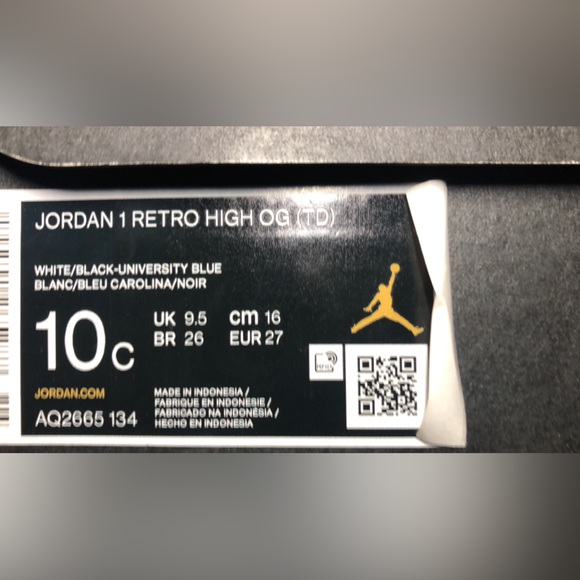 JORDAN 1 RETRO HIGH OG (TD)
WHITE/BLACK-UNIVERSITY BLUE
BLANC/BLEU CAROLINA/NOIR
10C
UK 9.5 cm 16
BR 26 EUR 27
JORDAN.COM
AQ2665 134
MADE IN INDONESIA /
FABRIQUE EN INDONESIE /
FABRICADO NA INDONÉSIA /
HECHO EN INDONESIA